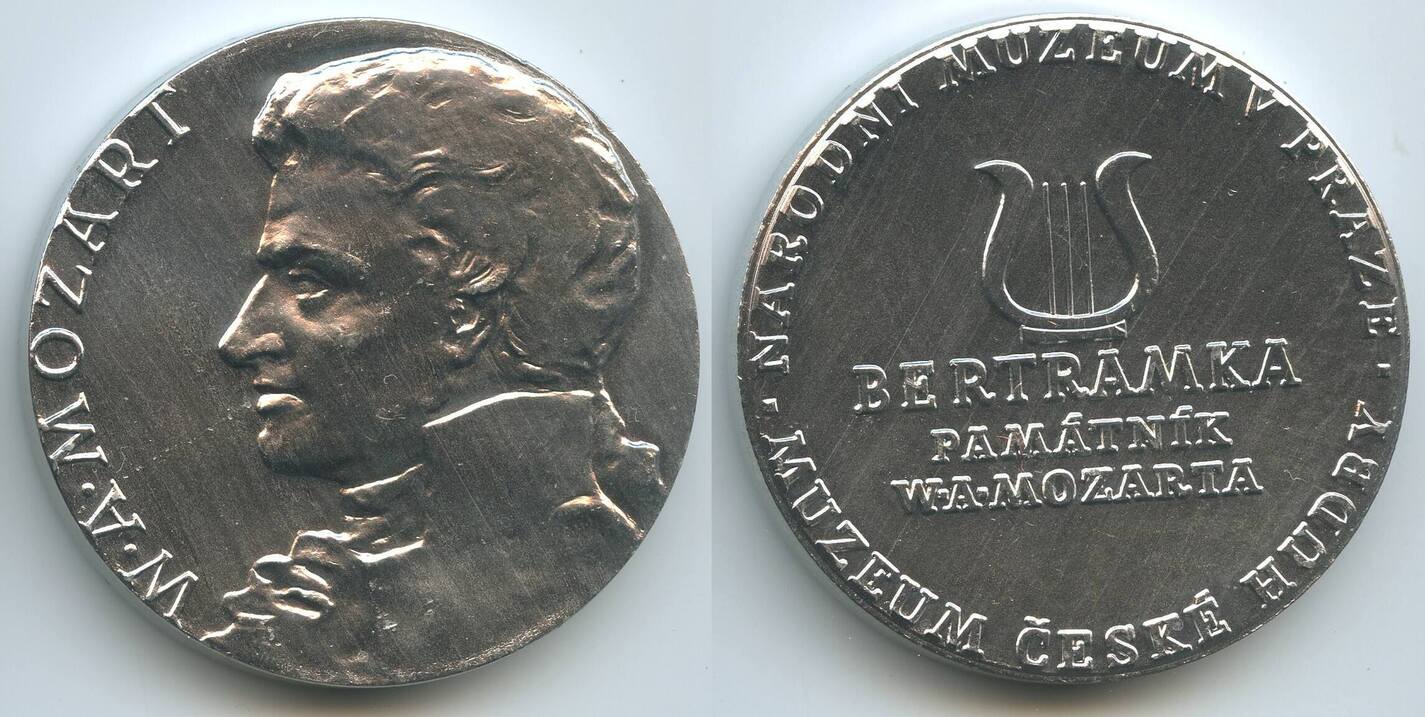 W·A·MOZART
NÁRODNÍ MUZEUM V PRAZE
BERTRAMKA
PAMÁTNÍK
W·A·MOZARTA
MUZEUM ČESKÉ HUDBY